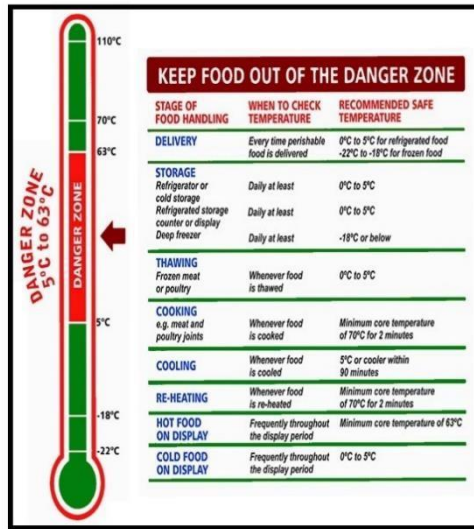 110°C
70°C
63°C
DANGER ZONE
DANGER ZONE
5°C to 63°C
5°C
-18°C
-22°C
KEEP FOOD OUT OF THE DANGER ZONE
STAGE OF FOOD HANDLING
WHEN TO CHECK TEMPERATURE
RECOMMENDED SAFE TEMPERATURE
DELIVERY
Every time perishable
food is delivered
0°C to 5°C for refrigerated food
-22°C to -18°C for frozen food
STORAGE
Refrigerator or
cold storage
Daily at least
0°C to 5°C
Refrigerated storage
counter or display
Daily at least
0°C to 5°C
Deep freezer
Daily at least
-18°C or below
THAWING
Frozen meat
or poultry
Whenever food
is thawed
0°C to 5°C
COOKING
e.g. meat and
poultry joints
Whenever food
is cooked
Minimum core temperature
of 70°C for 2 minutes
COOLING
Whenever food
is cooled
5°C or cooler within
90 minutes
RE-HEATING
Whenever food
is re-heated
Minimum core temperature
of 70°C for 2 minutes
HOT FOOD
ON DISPLAY
Frequently throughout
the display period
Minimum core temperature of 63°C
COLD FOOD
ON DISPLAY
Frequently throughout
the display period
0°C to 5°C